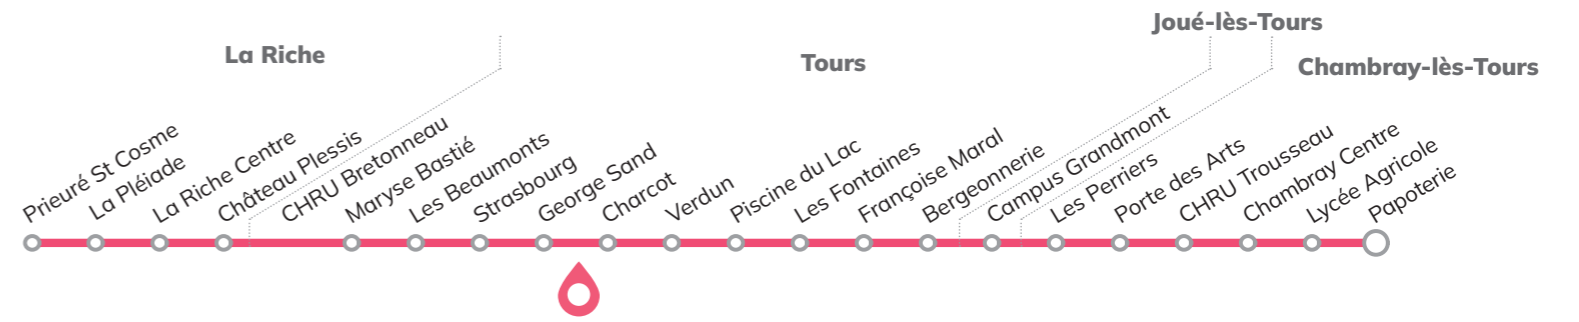 La Riche
Tours
Joué-lès-Tours
Chambray-lès-Tours
Prieuré St Cosme
La Pléiade
La Riche Centre
Château Plessis
CHRU Bretonneau
Maryse Bastié
Les Beaumonts
Strasbourg
George Sand
Charcot
Verdun
Piscine du Lac
Les Fontaines
Françoise Maral
Bergeonnerie
Campus Grandmont
Les Perriers
Porte des Arts
CHRU Trousseau
Chambray Centre
Lycée Agricole
Papoterie